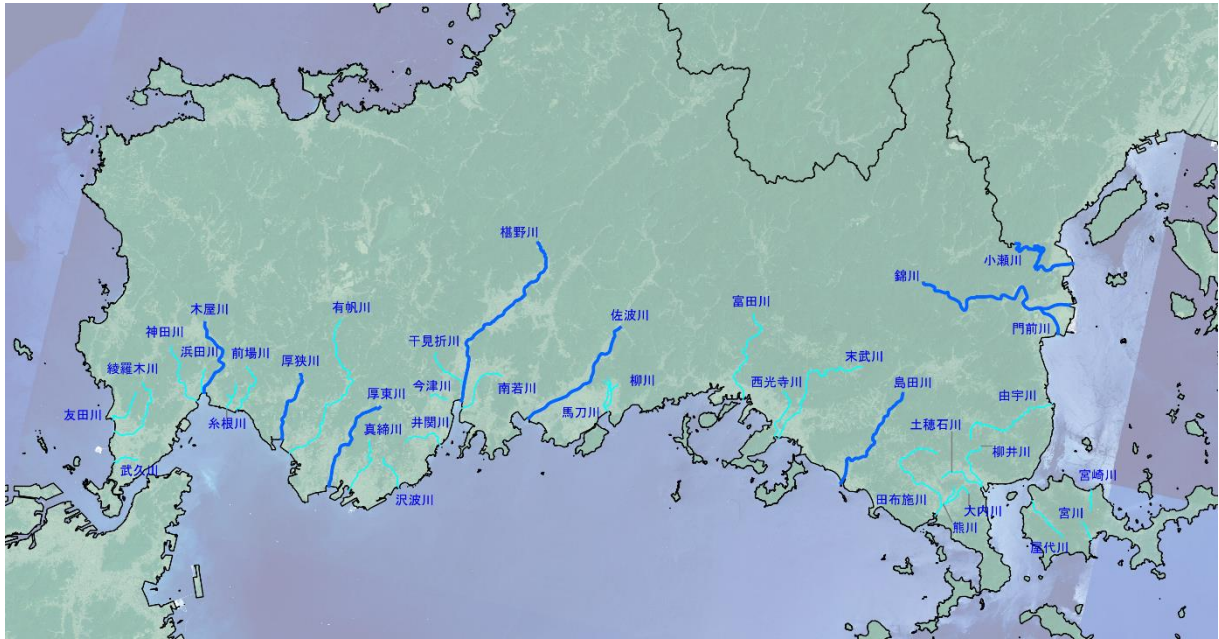 椹野川
小瀬川
錦川
木屋川
有帆川
富田川
佐波川
門前川
神田川
浜田川
前場川
干見折川
末武川
厚狭川
綾羅木川
西光寺川
島田川
今津川
南若川
柳川
厚東川
由宇川
友田川
糸根川
馬刀川
井関川
土穂石川
真締川
柳井川
武久川
宮崎川
沢波川
田布施川
大内川
宮川
熊川
屋代川